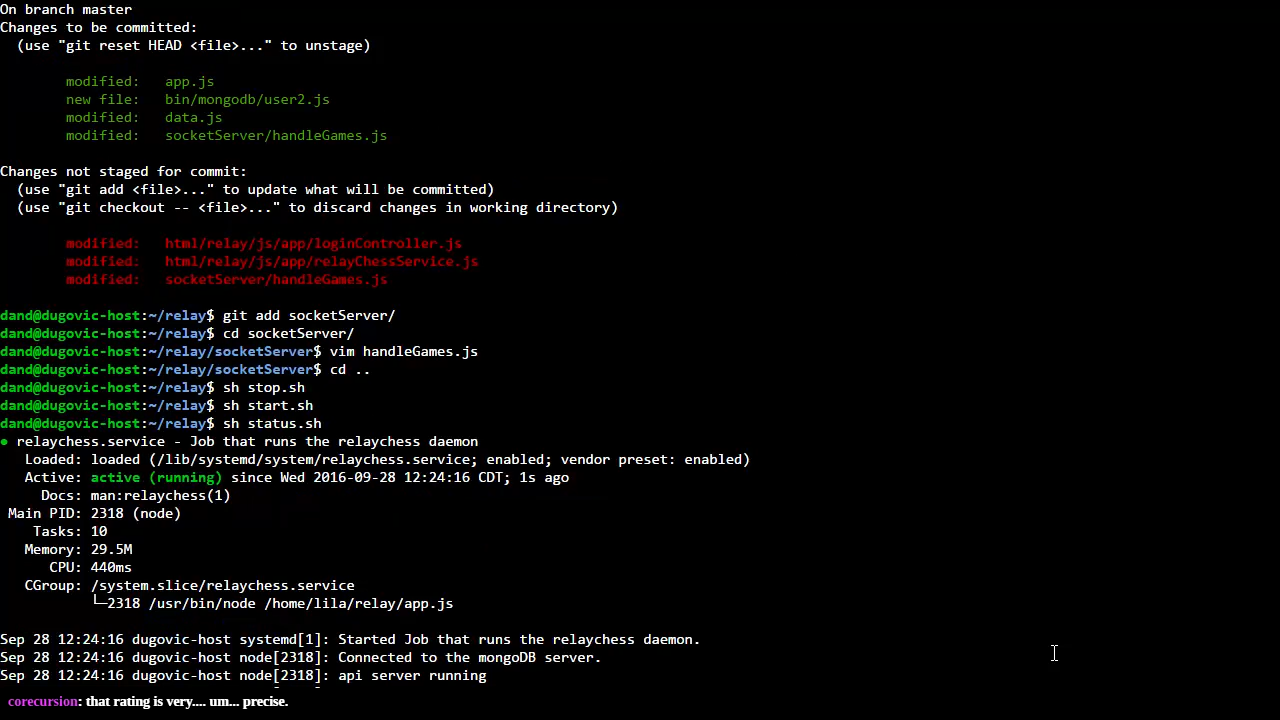 On branch master
Changes to be committed:
  (use "git reset HEAD <file>..." to unstage)
        modified:   app.js
        new file:   bin/mongodb/user2.js
        modified:   data.js
        modified:   socketServer/handleGames.js
Changes not staged for commit:
  (use "git add <file>..." to update what will be committed)
  (use "git checkout -- <file>..." to discard changes in working directory)
        modified:   html/relay/js/app/loginController.js
        modified:   html/relay/js/app/relayChessService.js
        modified:   socketServer/handleGames.js
dand@dugovic-host:~/relay$ git add socketServer/
dand@dugovic-host:~/relay$ cd socketServer/
dand@dugovic-host:~/relay/socketServer$ vim handleGames.js
dand@dugovic-host:~/relay/socketServer$ cd ..
dand@dugovic-host:~/relay$ sh stop.sh
dand@dugovic-host:~/relay$ sh start.sh
dand@dugovic-host:~/relay$ sh status.sh
● relaychess.service - Job that runs the relaychess daemon
   Loaded: loaded (/lib/systemd/system/relaychess.service; enabled; vendor preset: enabled)
   Active: active (running) since Wed 2016-09-28 12:24:16 CDT; 1s ago
     Docs: man:relaychess(1)
 Main PID: 2318 (node)
    Tasks: 10
   Memory: 29.5M
      CPU: 440ms
   CGroup: /system.slice/relaychess.service
           └─2318 /usr/bin/node /home/lila/relay/app.js
Sep 28 12:24:16 dugovic-host systemd[1]: Started Job that runs the relaychess daemon.
Sep 28 12:24:16 dugovic-host node[2318]: Connected to the mongoDB server.
Sep 28 12:24:16 dugovic-host node[2318]: api server running
corecursion: that rating is very.... um... precise.